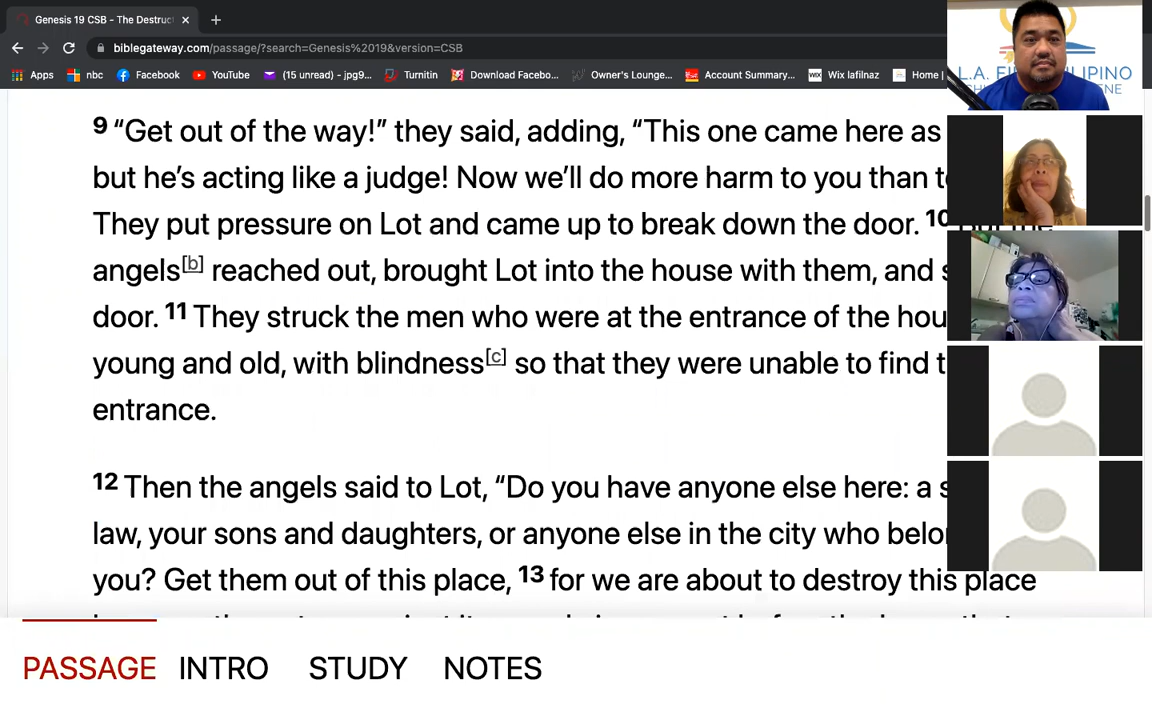 Genesis 19 CSB - The Destruc
biblegateway.com/passage/?search=Genesis%2019&version=CSB
Apps nbc Facebook YouTube (15 unread) - jpg9... Turnitin Download Facebo... Owner's Lounge... Account Summary... Wix lafilnaz Home |
9 “Get out of the way!” they said, adding, “This one came here as
but he’s acting like a judge! Now we’ll do more harm to you than
They put pressure on Lot and came up to break down the door. 10
angels[b] reached out, brought Lot into the house with them, and
door. 11 They struck the men who were at the entrance of the
young and old, with blindness[c] so that they were unable to find
entrance.
12 Then the angels said to Lot, “Do you have anyone else here: a
law, your sons and daughters, or anyone else in the city who
you? Get them out of this place, 13 for we are about to destroy this place
PASSAGE INTRO STUDY NOTES
L.A.